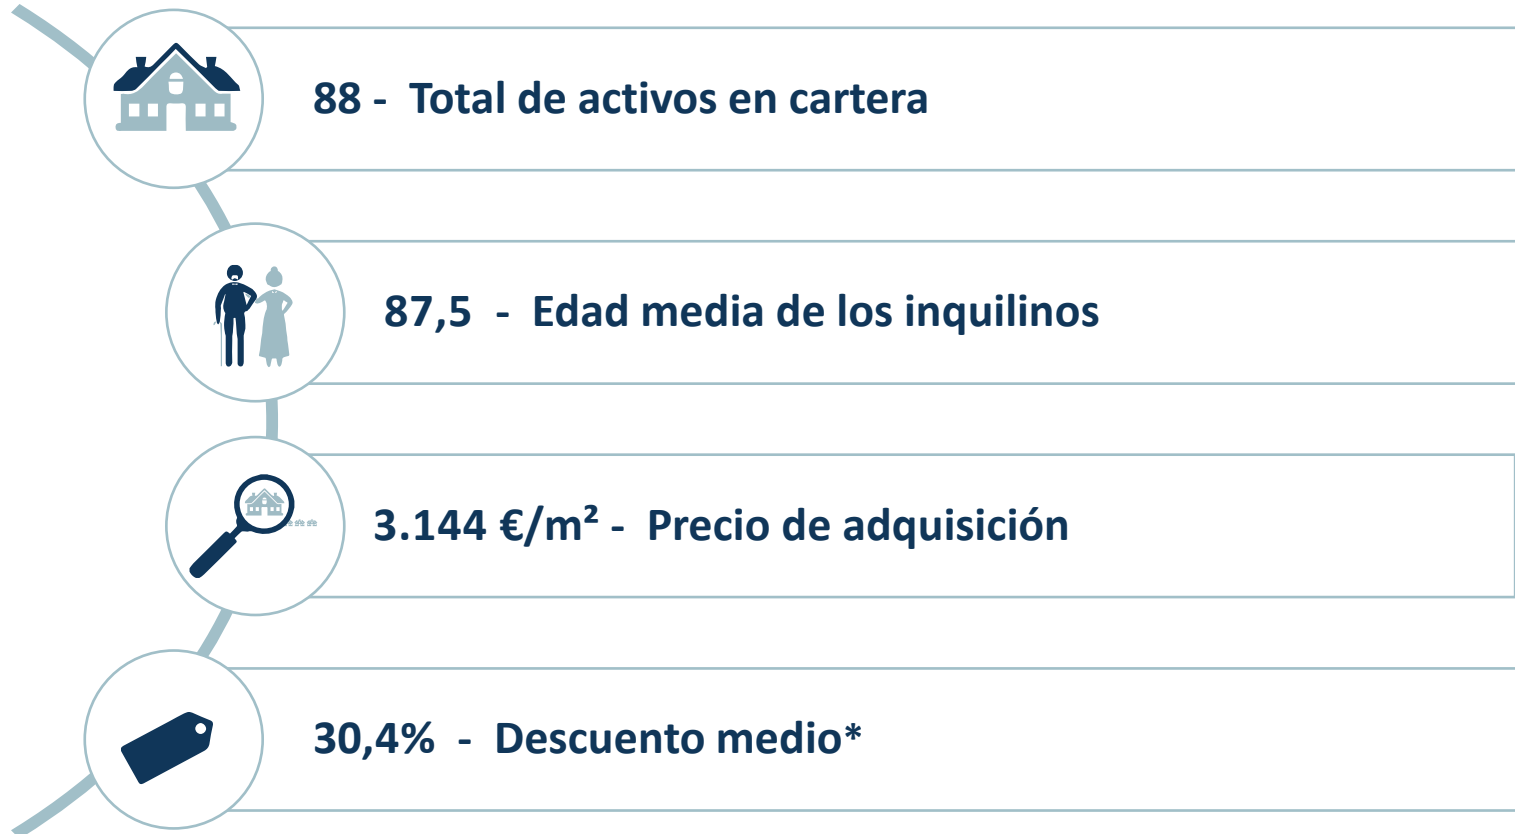 88 - Total de activos en cartera
87,5 - Edad media de los inquilinos
3.144 €/m² - Precio de adquisición
30,4% - Descuento medio*